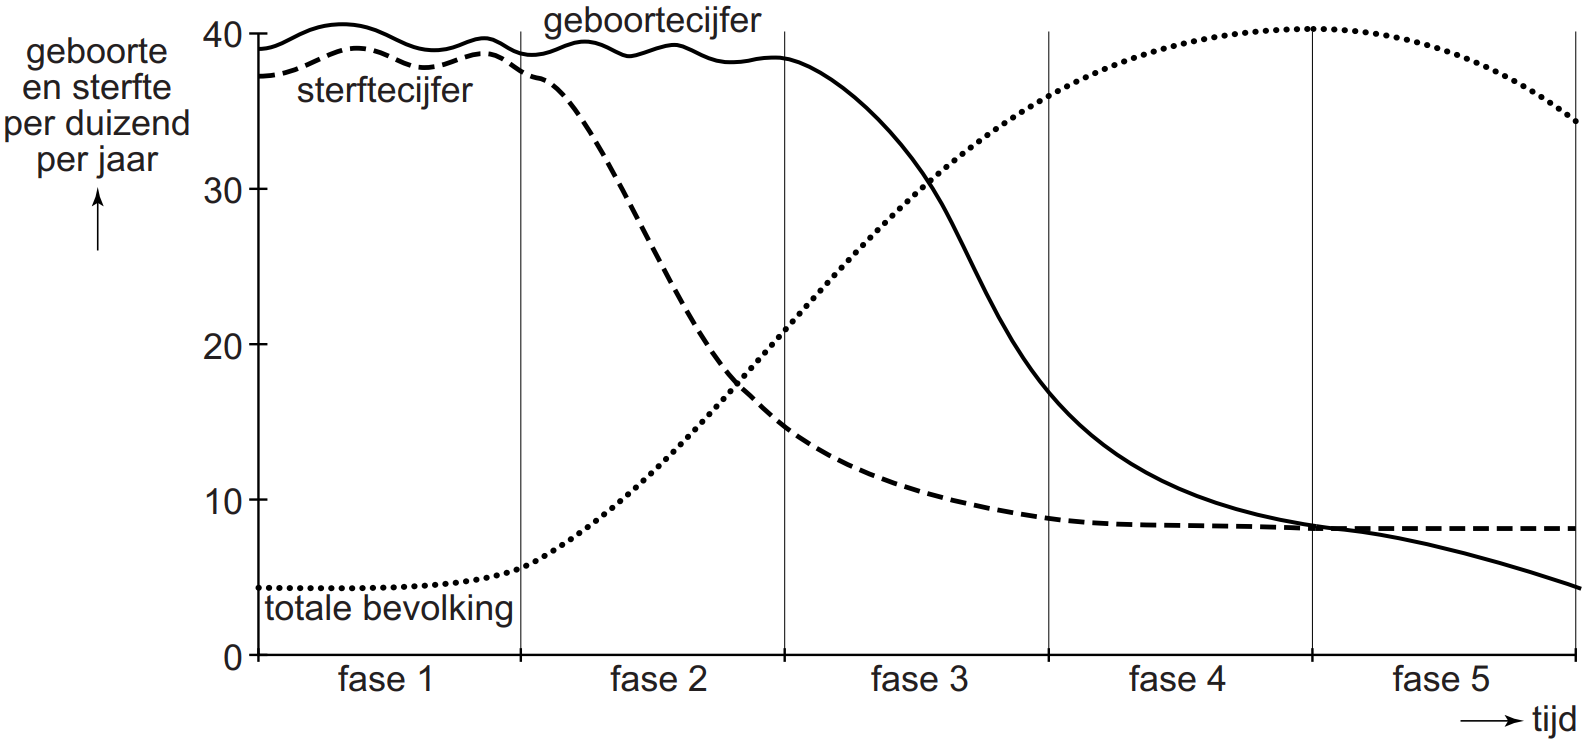 geboorte
en sterfte
per duizend
per jaar
40
30
20
10
0
geboortecijfer
sterftecijfer
totale bevolking
fase 1
fase 2
fase 3
fase 4
fase 5
tijd